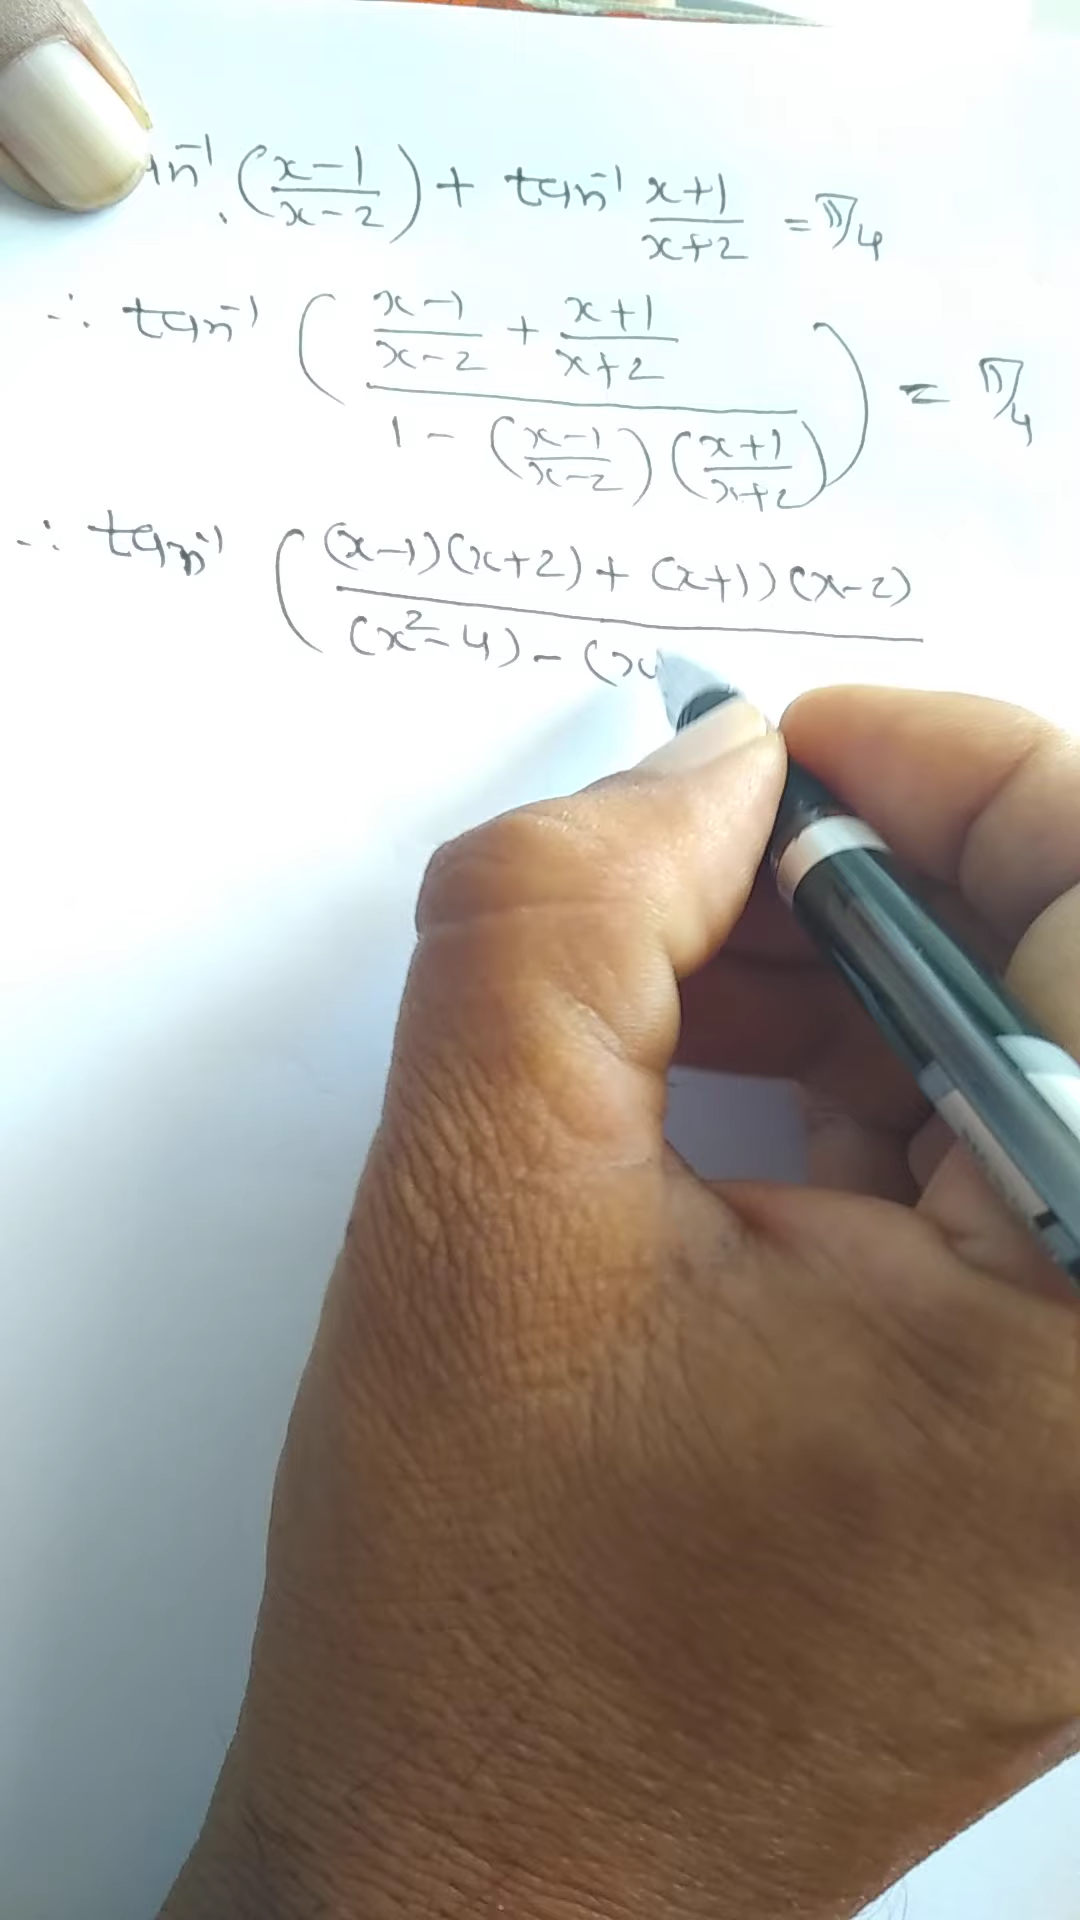 an⁻¹ (x-1/x-2) + tan⁻¹ x+1/x+2 = π/4
∴ tan⁻¹ ( x-1/x-2 + x+1/x+2 / 1 - (x-1/x-2) (x+1/x+2) ) = π/4
∴ tan⁻¹ ( (x-1)(x+2) + (x+1)(x-2) / (x²-4) - (x